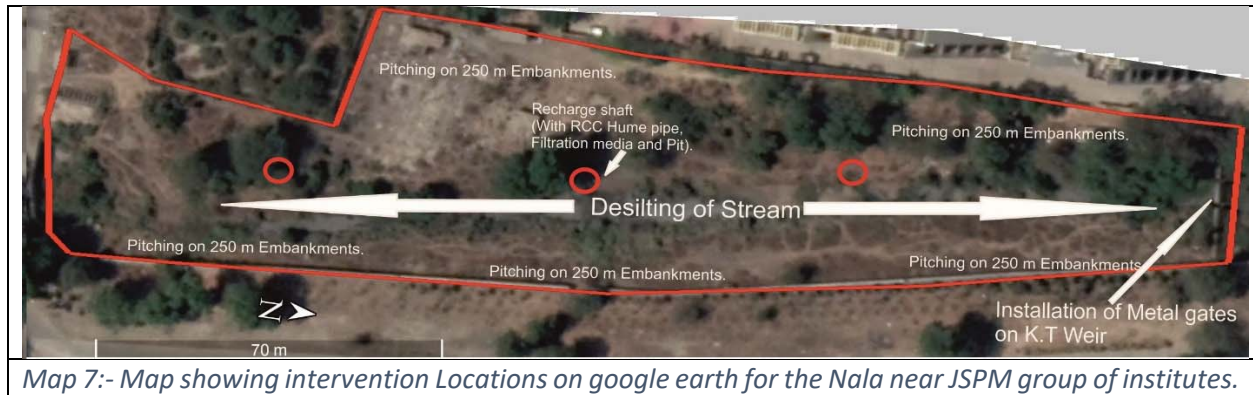 Pitching on 250 m Embankments.
Recharge shaft
(With RCC Hume pipe,
Filtration media and Pit).
Pitching on 250 m Embankments.
Desilting of Stream
Pitching on 250 m Embankments.
Pitching on 250 m Embankments.
Pitching on 250 m Embankments
Installation of Metal gates
on K.T Weir
N
70 m
Map 7:- Map showing intervention Locations on google earth for the Nala near JSPM group of institutes.